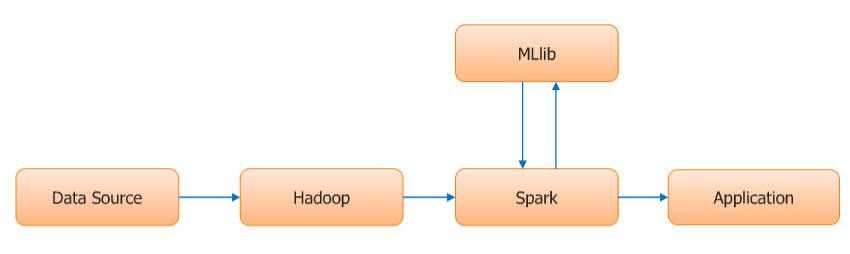 MLlib
Data Source
Hadoop
Spark
Application